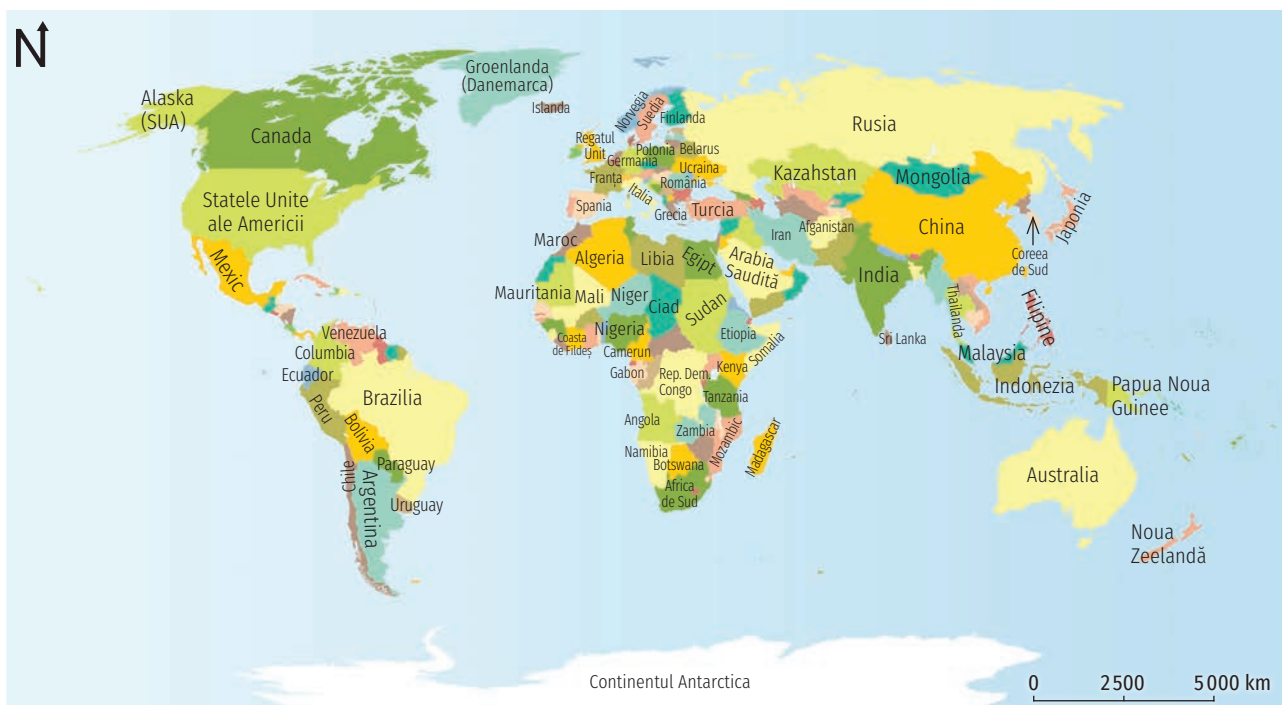 N
Groenlanda
(Danemarca)
Alaska
(SUA)
Canada
Islanda
Norvegia
Suedia
Finlanda
Rusia
Regatul
Unit
Polonia
Belarus
Germania
Ucraina
Franța
România
Kazahstan
Mongolia
Statele Unite
ale Americii
Italia
Spania
Grecia
Turcia
Iran
Afganistan
China
Japonia
Coreea
de Sud
Maroc
Algeria
Libia
Egipt
Arabia
Saudită
India
Mexic
Mauritania
Mali
Niger
Ciad
Sudan
Thailanda
Filipine
Venezuela
Columbia
Ecuador
Coasta
de Fildeș
Nigeria
Camerun
Etiopia
Somalia
Sri Lanka
Malaysia
Gabon
Rep. Dem.
Congo
Kenya
Indonezia
Papua Noua
Guinee
Peru
Brazilia
Tanzania
Bolivia
Angola
Zambia
Mozambic
Madagascar
Namibia
Botswana
Paraguay
Chile
Argentina
Uruguay
Africa
de Sud
Australia
Noua
Zeelandă
Continentul Antarctica
0 2 500 5 000 km